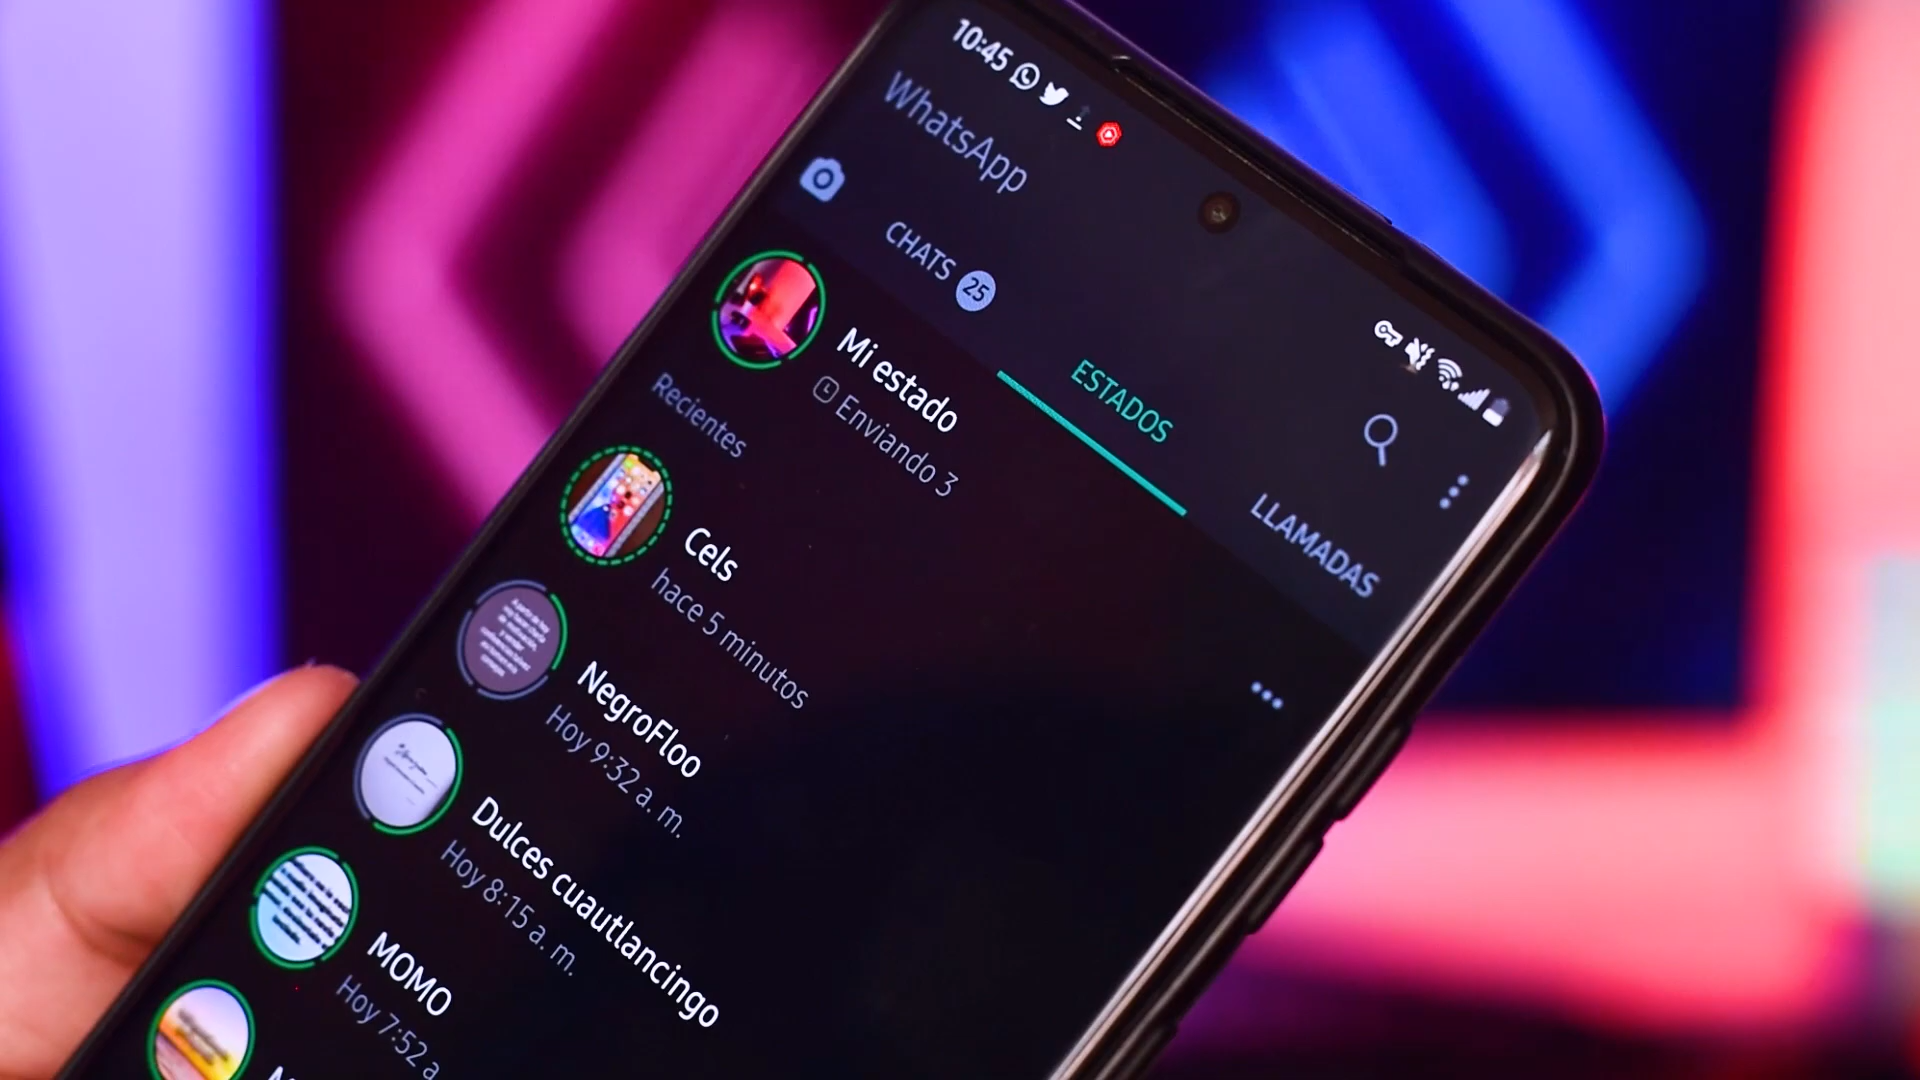 10:45
WhatsApp
CHATS 25
ESTADOS
LLAMADAS
Mi estado
Enviando 3
Recientes
Cels
hace 5 minutos
NegroFloo
Hoy 9:32 a. m.
Dulces cuautlancingo
Hoy 8:15 a. m.
MOMO
Hoy 7:52 a